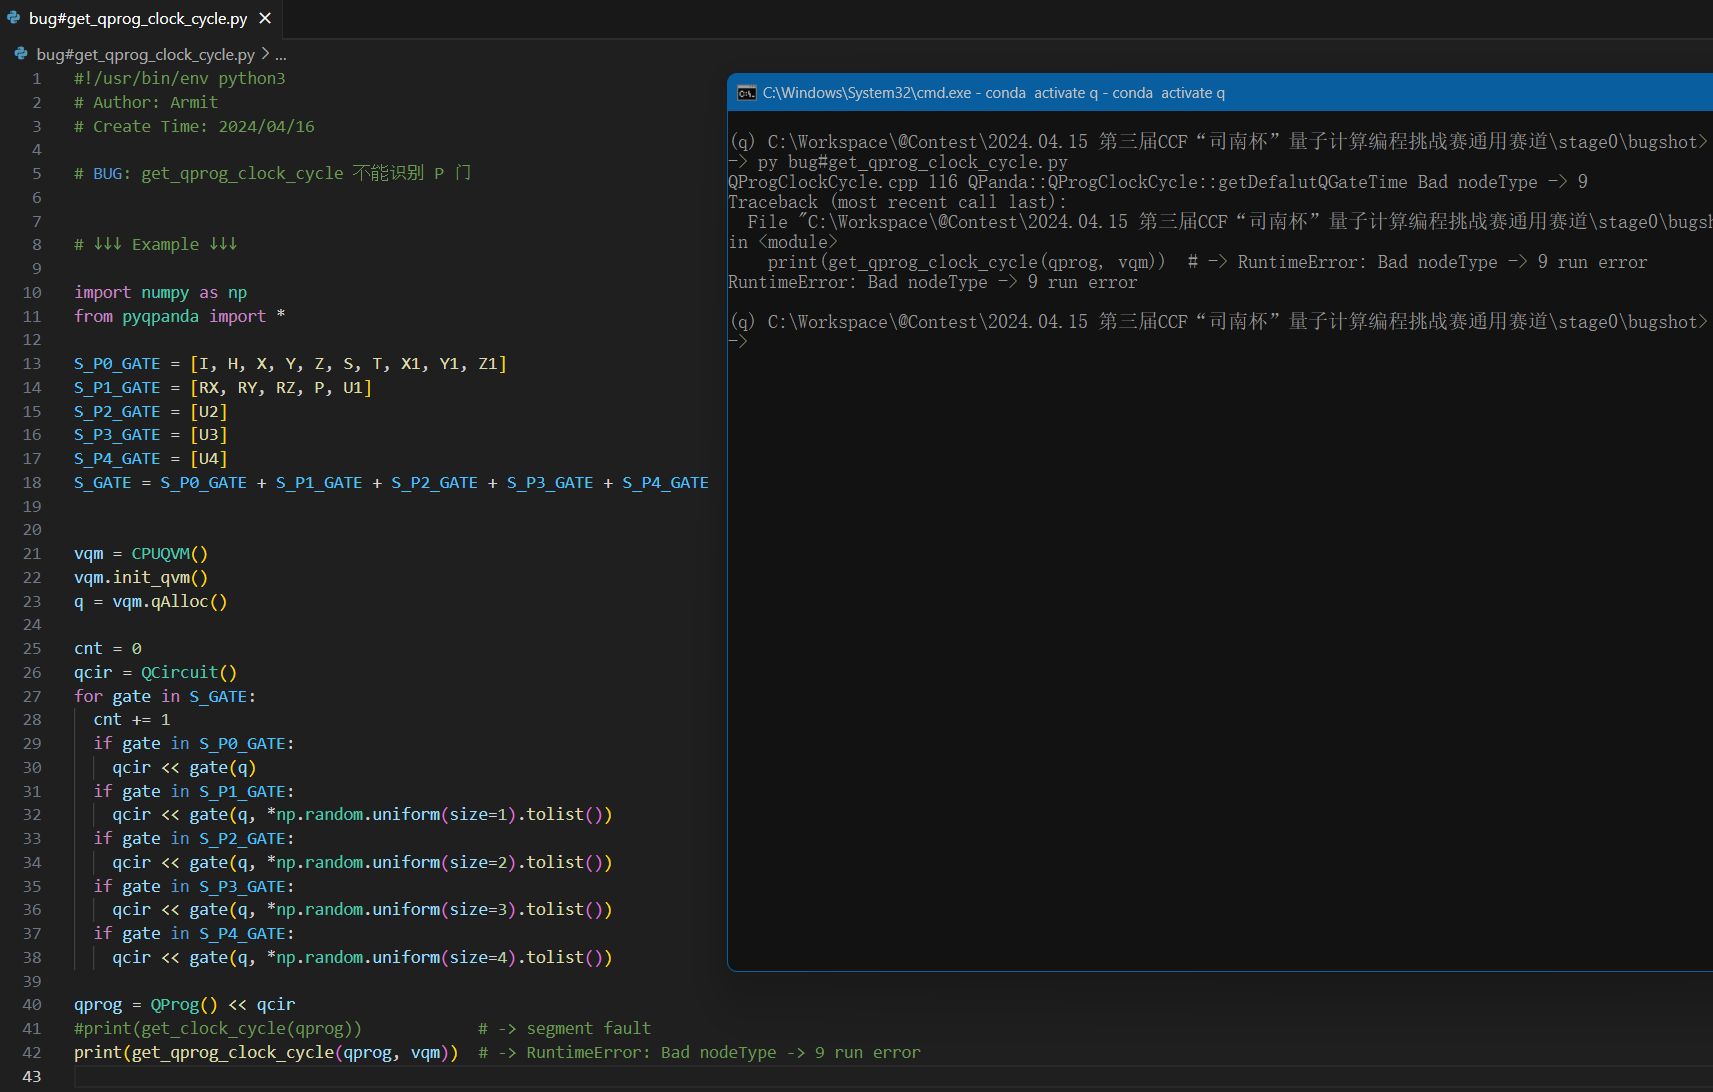 bug#get_qprog_clock_cycle.py ×
bug#get_qprog_clock_cycle.py > ...
1 #!/usr/bin/env python3
2 # Author: Armit
3 # Create Time: 2024/04/16
4
5 # BUG: get_qprog_clock_cycle 不能识别 P 门
6
7
8 # ↓↓↓ Example ↓↓↓
9
10 import numpy as np
11 from pyqpanda import *
12
13 S_P0_GATE = [I, H, X, Y, Z, S, T, X1, Y1, Z1]
14 S_P1_GATE = [RX, RY, RZ, P, U1]
15 S_P2_GATE = [U2]
16 S_P3_GATE = [U3]
17 S_P4_GATE = [U4]
18 S_GATE = S_P0_GATE + S_P1_GATE + S_P2_GATE + S_P3_GATE + S_P4_GATE
19
20
21 vqm = CPUQVM()
22 vqm.init_qvm()
23 q = vqm.qAlloc()
24
25 cnt = 0
26 qcir = QCircuit()
27 for gate in S_GATE:
28 cnt += 1
29 if gate in S_P0_GATE:
30 qcir << gate(q)
31 if gate in S_P1_GATE:
32 qcir << gate(q, *np.random.uniform(size=1).tolist())
33 if gate in S_P2_GATE:
34 qcir << gate(q, *np.random.uniform(size=2).tolist())
35 if gate in S_P3_GATE:
36 qcir << gate(q, *np.random.uniform(size=3).tolist())
37 if gate in S_P4_GATE:
38 qcir << gate(q, *np.random.uniform(size=4).tolist())
39
40 qprog = QProg() << qcir
41 #print(get_clock_cycle(qprog)) # -> segment fault
42 print(get_qprog_clock_cycle(qprog, vqm)) # -> RuntimeError: Bad nodeType -> 9 run error
43
C:\Windows\System32\cmd.exe - conda activate q - conda activate q
(q) C:\Workspace\@Contest\2024.04.15 第三届CCF“司南杯”量子计算编程挑战赛通用赛道\stage0\bugshot>
-> py bug#get_qprog_clock_cycle.py
QProgClockCycle.cpp 116 QPanda::QProgClockCycle::getDefalutQGateTime Bad nodeType -> 9
Traceback (most recent call last):
File "C:\Workspace\@Contest\2024.04.15 第三届CCF“司南杯”量子计算编程挑战赛通用赛道\stage0\bugsh
in <module>
print(get_qprog_clock_cycle(qprog, vqm)) # -> RuntimeError: Bad nodeType -> 9 run error
RuntimeError: Bad nodeType -> 9 run error
(q) C:\Workspace\@Contest\2024.04.15 第三届CCF“司南杯”量子计算编程挑战赛通用赛道\stage0\bugshot>
->